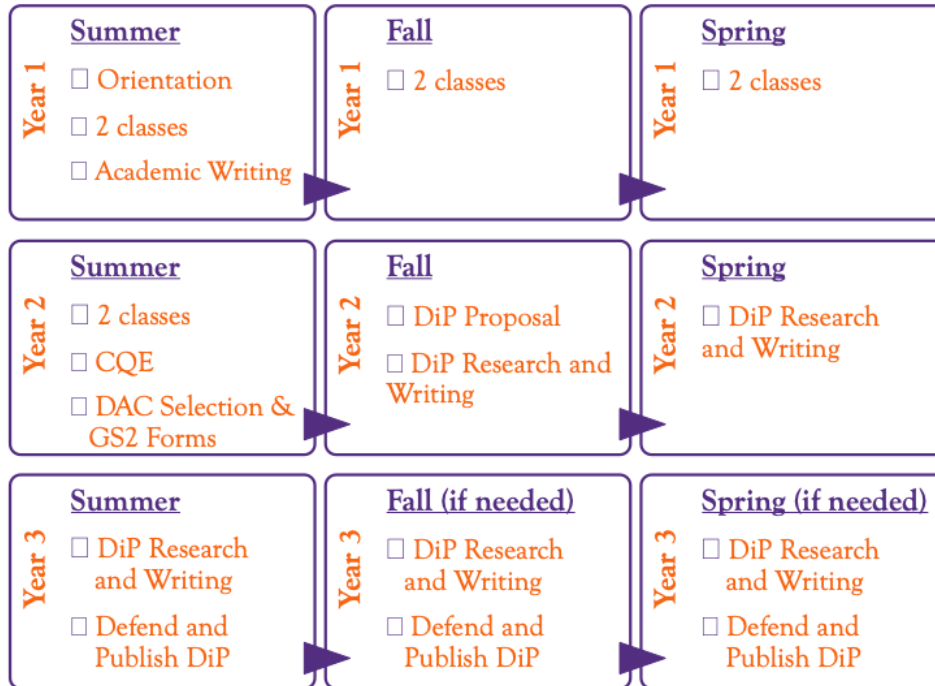 Year 1
Summer
☐ Orientation
☐ 2 classes
☐ Academic Writing
Year 1
Fall
☐ 2 classes
Year 1
Spring
☐ 2 classes
Year 2
Summer
☐ 2 classes
☐ CQE
☐ DAC Selection &
GS2 Forms
Year 2
Fall
☐ DiP Proposal
☐ DiP Research and
Writing
Year 2
Spring
☐ DiP Research
and Writing
Year 3
Summer
☐ DiP Research
and Writing
☐ Defend and
Publish DiP
Year 3
Fall (if needed)
☐ DiP Research
and Writing
☐ Defend and
Publish DiP
Year 3
Spring (if needed)
☐ DiP Research
and Writing
☐ Defend and
Publish DiP